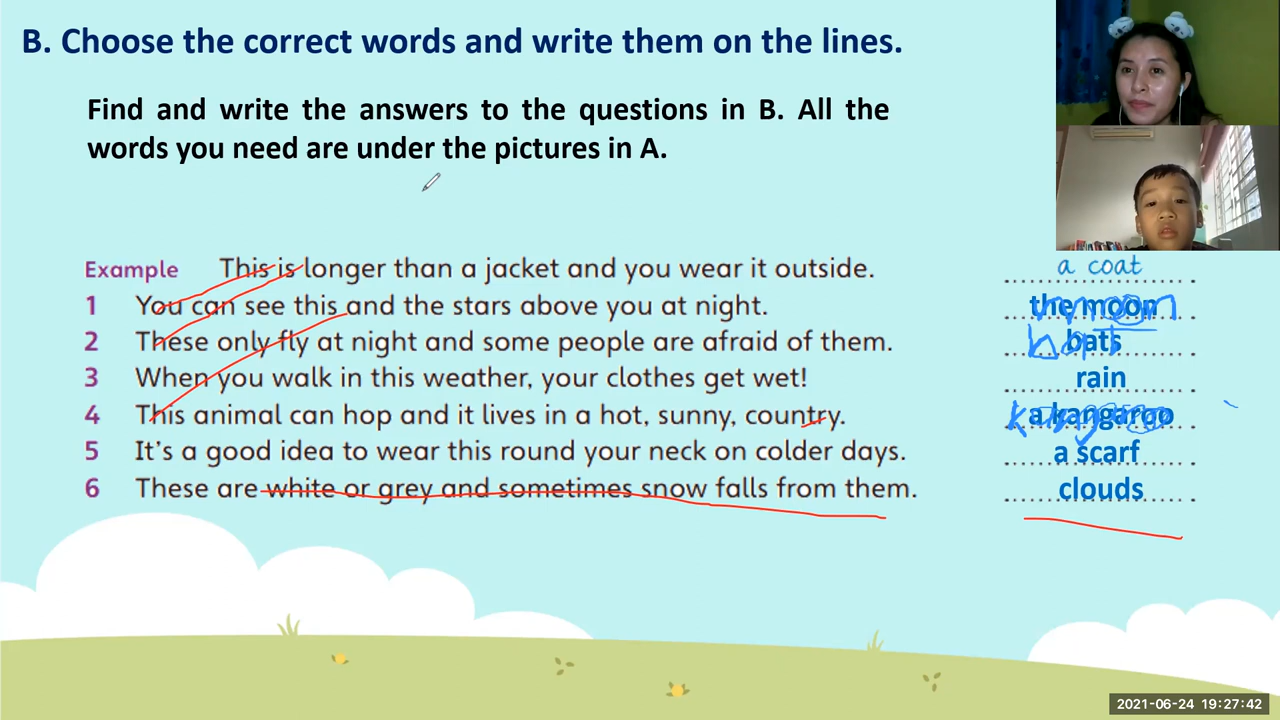 B. Choose the correct words and write them on the lines.
Find and write the answers to the questions in B. All the
words you need are under the pictures in A.
Example This is longer than a jacket and you wear it outside. a coat
1 You can see this and the stars above you at night. the moon
2 These only fly at night and some people are afraid of them. bats
3 When you walk in this weather, your clothes get wet! rain
4 This animal can hop and it lives in a hot, sunny, country. a kangaroo
5 It's a good idea to wear this round your neck on colder days. a scarf
6 These are white or grey and sometimes snow falls from them. clouds
2021-06-24 19:27:42